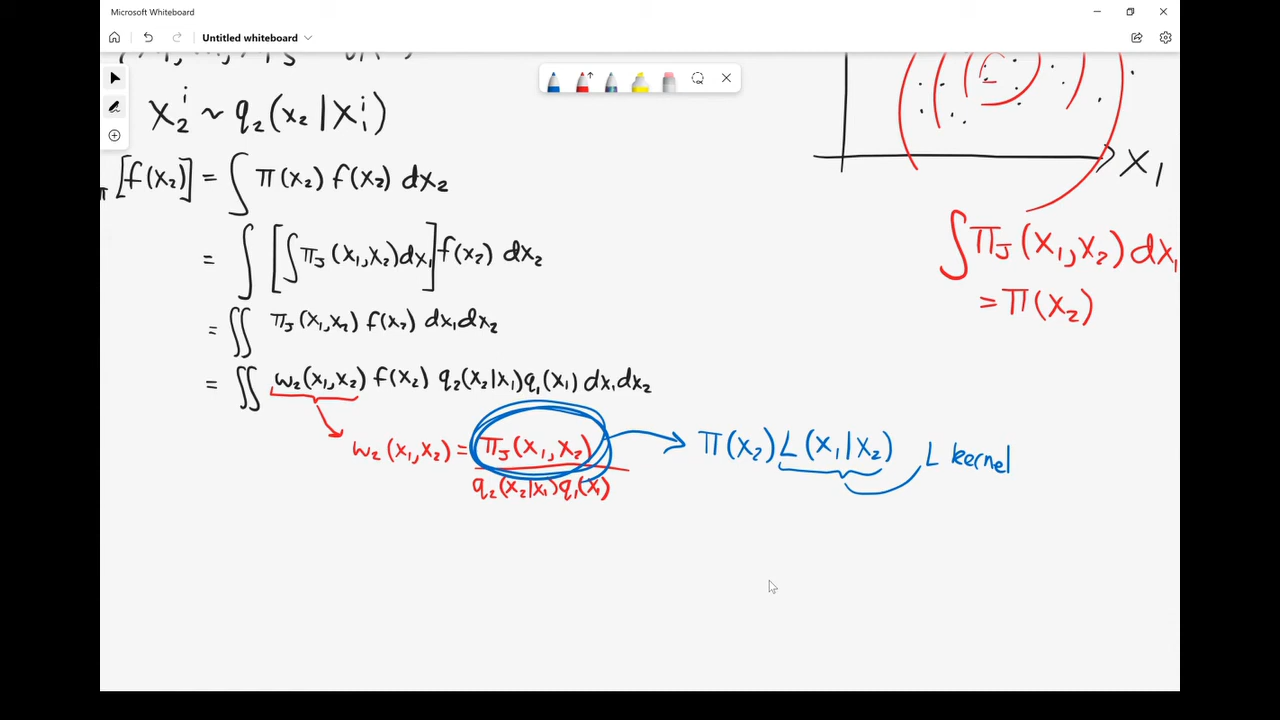 Microsoft Whiteboard
Untitled whiteboard
X₂ⁱ ~ q₂(x₂|X₁ⁱ)
π[f(x₂)] = ∫ π(x₂) f(x₂) dx₂
= ∫ [∫π_J(x₁,x₂)dx₁] f(x₂) dx₂
= ∬ π_J(x₁,x₂) f(x₂) dx₁dx₂
= ∬ w₂(x₁,x₂) f(x₂) q₂(x₂|x₁)q₁(x₁) dx₁dx₂
w₂(x₁,x₂) = π_J(x₁,x₂)
q₂(x₂|x₁)q₁(x₁)
π(x₂) L(x₁|x₂)
L kernel
x₁
∫π_J(x₁,x₂)dx₁
= π(x₂)